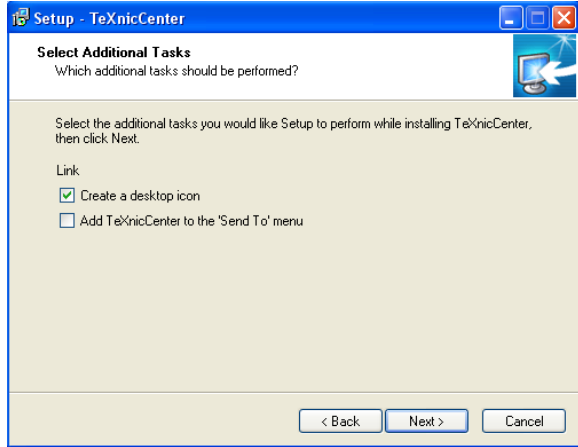 Setup - TeXnicCenter
Select Additional Tasks
Which additional tasks should be performed?
Select the additional tasks you would like Setup to perform while installing TeXnicCenter,
then click Next.
Link
Create a desktop icon
Add TeXnicCenter to the 'Send To' menu
< Back
Next >
Cancel